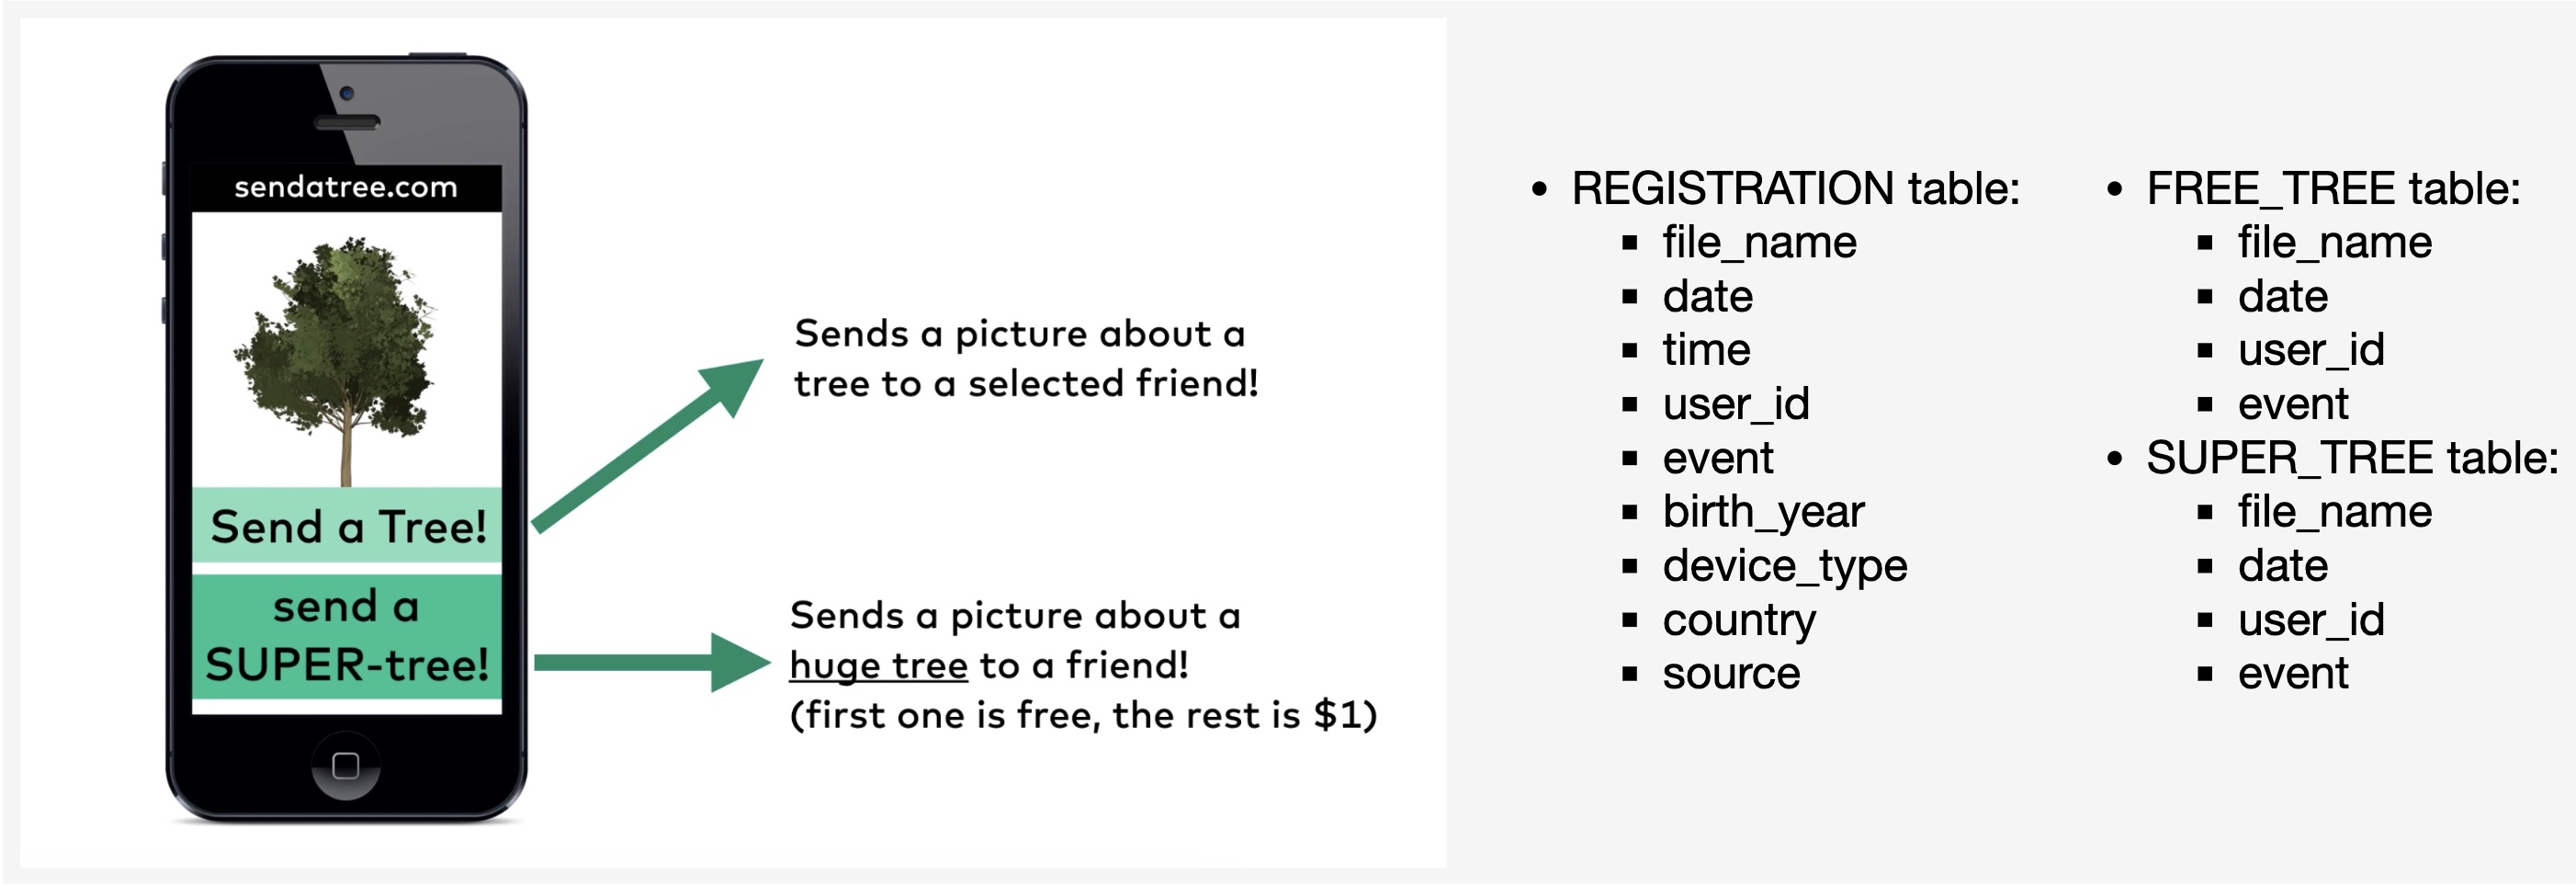 sendatree.com
Send a Tree!
send a
SUPER-tree!
Sends a picture about a
tree to a selected friend!
Sends a picture about a
huge tree to a friend!
(first one is free, the rest is $1)
• REGISTRATION table:
▪ file_name
▪ date
▪ time
▪ user_id
▪ event
▪ birth_year
▪ device_type
▪ country
▪ source
• FREE_TREE table:
▪ file_name
▪ date
▪ user_id
▪ event
• SUPER_TREE table:
▪ file_name
▪ date
▪ user_id
▪ event